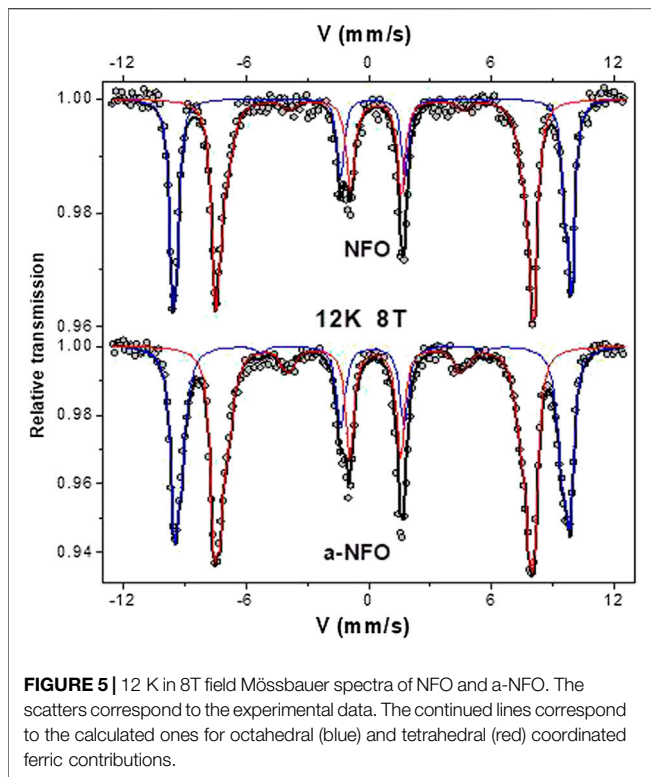 V (mm/s)
-12 -6 0 6 12
1.00
0.98
NFO
12K 8T
0.96
1.00
0.98
0.96
a-NFO
0.94
Relative transmission
-12 -6 0 6 12
V (mm/s)
FIGURE 5 | 12 K in 8T field Mössbauer spectra of NFO and a-NFO. The
scatters correspond to the experimental data. The continued lines correspond
to the calculated ones for octahedral (blue) and tetrahedral (red) coordinated
ferric contributions.